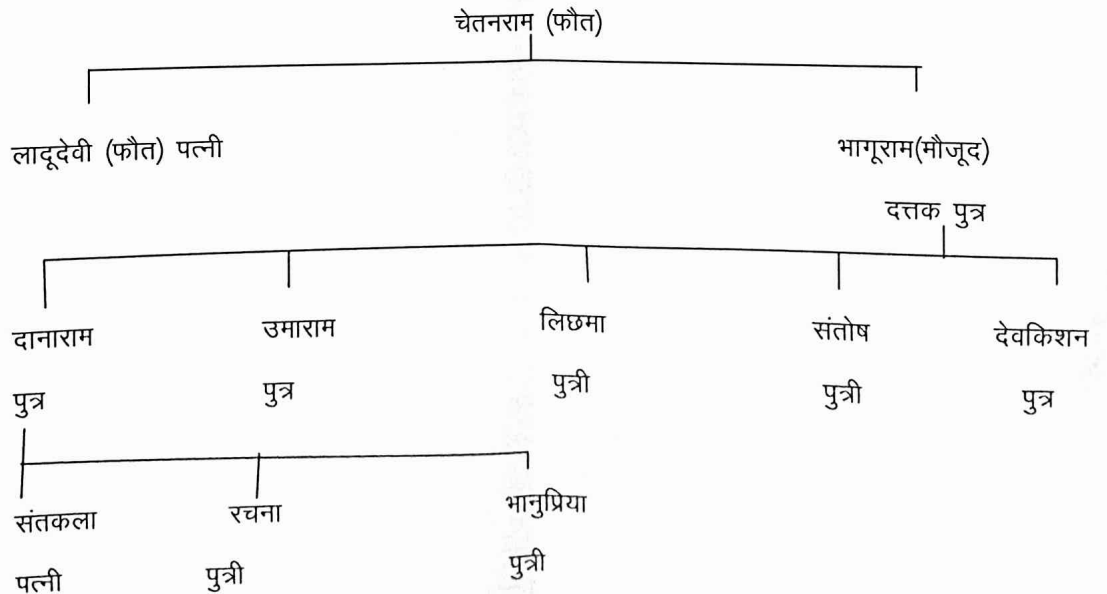 चेतनराम (फौत)
लादूदेवी (फौत) पत्नी
भागूराम(मौजूद)
दत्तक पुत्र
दानाराम
उमाराम
लिछमा
संतोष
देवकिशन
पुत्र
पुत्र
पुत्री
पुत्री
पुत्र
संतकला
रचना
भानुप्रिया
पत्नी
पुत्री
पुत्री